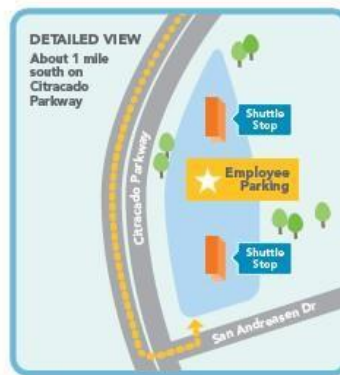 DETAILED VIEW
About 1 mile
south on
Citracado
Parkway
Shuttle
Stop
Citracado Parkway
Employee
Parking
Shuttle
Stop
San Andreasen Dr